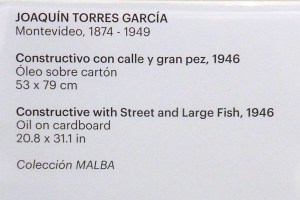 JOAQUÍN TORRES GARCÍA
Montevideo, 1874 - 1949
Constructivo con calle y gran pez, 1946
Óleo sobre cartón
53 x 79 cm
Constructive with Street and Large Fish, 1946
Oil on cardboard
20.8 x 31.1 in
Colección MALBA